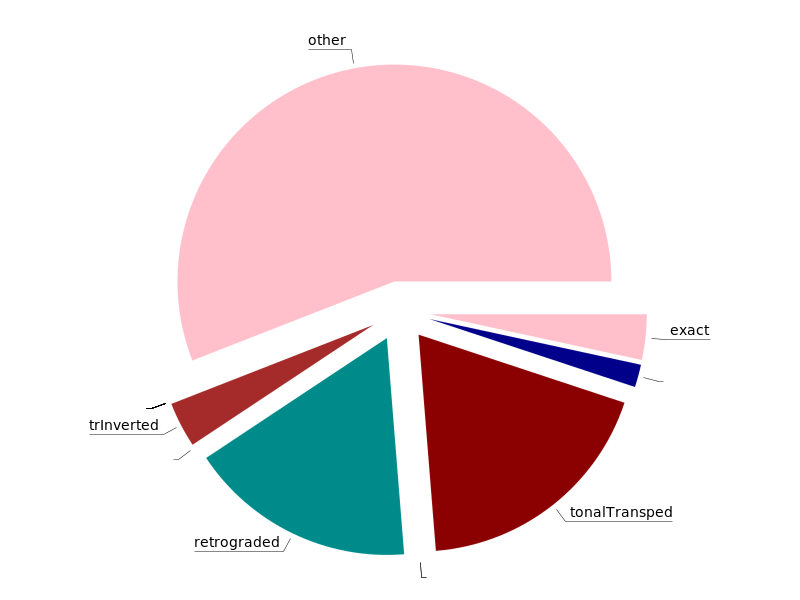 other
exact
trInverted
tonalTransped
retrograded